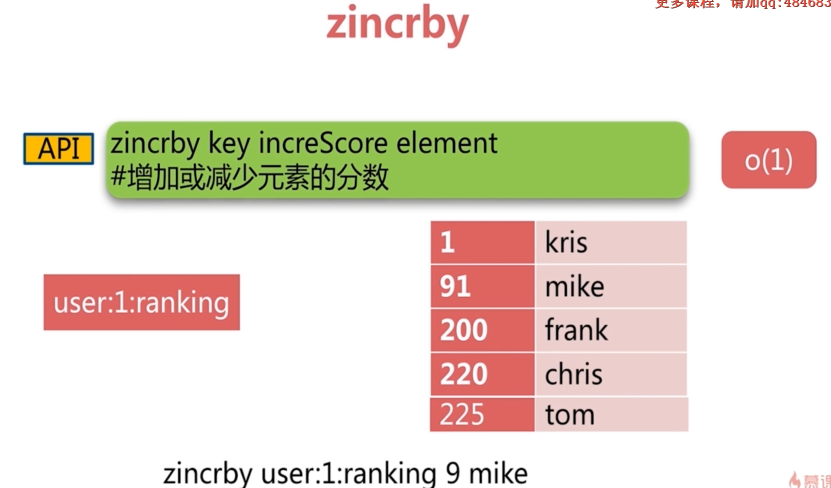 更多课程，请加qq:484683
zincrby
API
zincrby key increScore element
#增加或减少元素的分数
o(1)
user:1:ranking
1 kris
91 mike
200 frank
220 chris
225 tom
zincrby user:1:ranking 9 mike